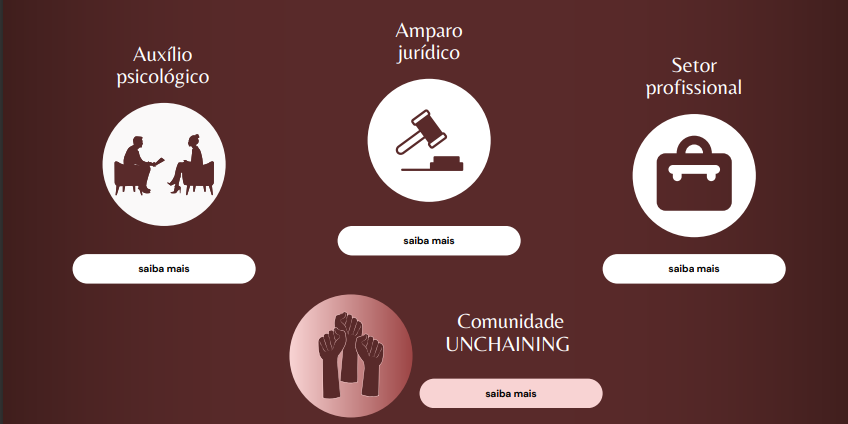 Auxílio
psicológico
saiba mais
Amparo
jurídico
saiba mais
Setor
profissional
saiba mais
Comunidade
UNCHAINING
saiba mais